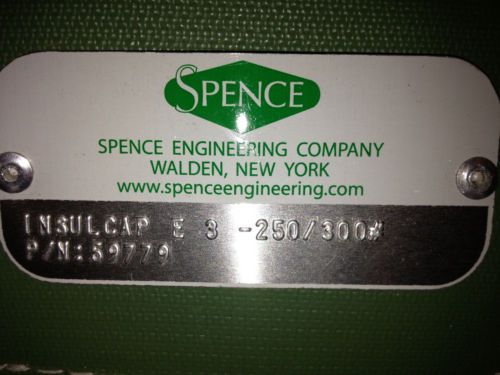 SPENCE
SPENCE ENGINEERING COMPANY
WALDEN, NEW YORK
www.spenceengineering.com
INSULCAP E 3 -250/300#
P/N:59779